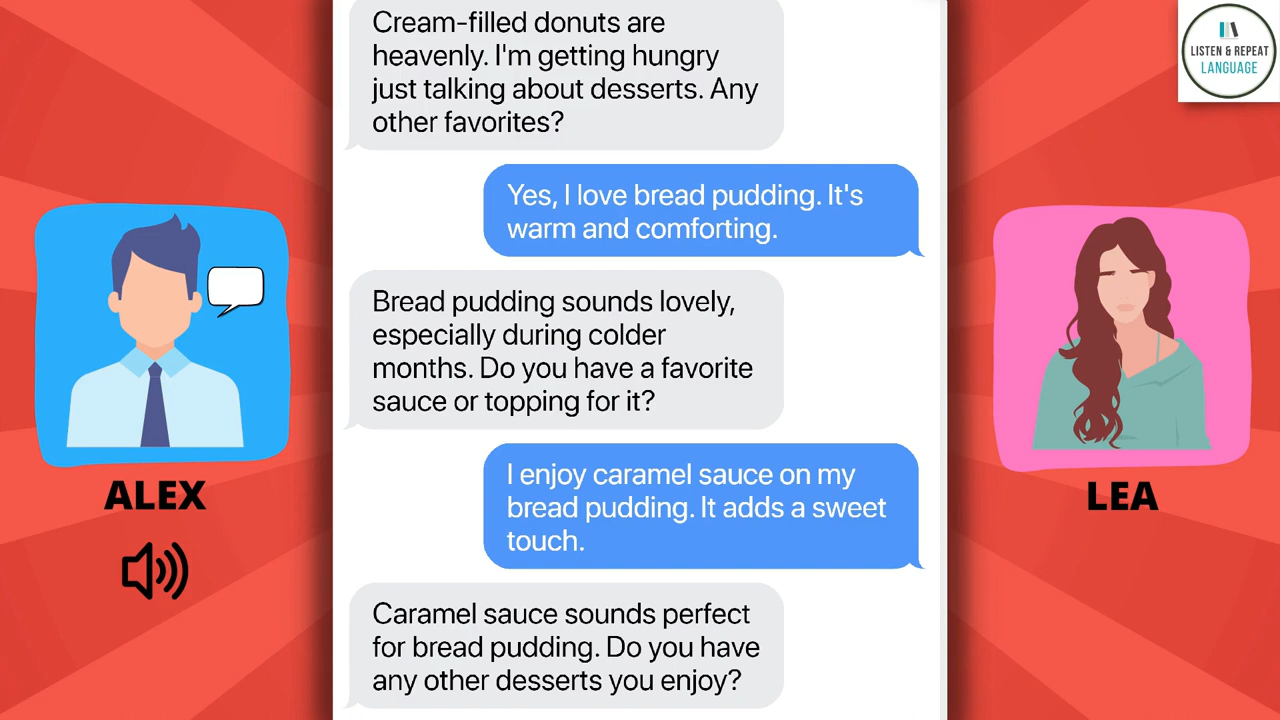 Cream-filled donuts are
heavenly. I'm getting hungry
just talking about desserts. Any
other favorites?
Yes, I love bread pudding. It's
warm and comforting.
Bread pudding sounds lovely,
especially during colder
months. Do you have a favorite
sauce or topping for it?
I enjoy caramel sauce on my
bread pudding. It adds a sweet
touch.
Caramel sauce sounds perfect
for bread pudding. Do you have
any other desserts you enjoy?
ALEX
LEA
LISTEN & REPEAT
LANGUAGE